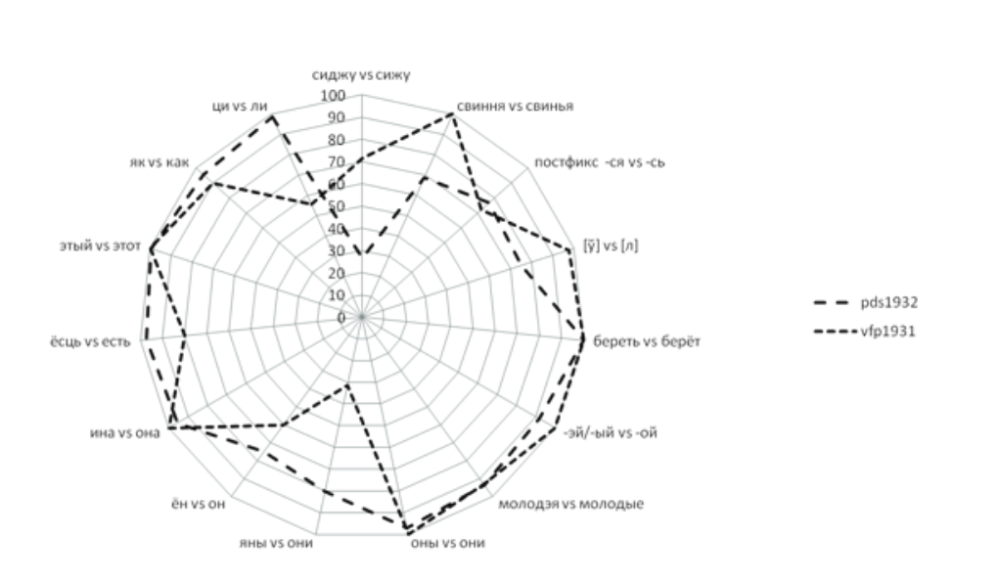 сиджу vs сижу
свиння vs свинья
постфикс -ся vs -сь
[ў] vs [л]
береть vs берёт
-эй/-ый vs -ой
молодэя vs молодые
оны vs они
яны vs они
ён vs он
ина vs она
ёсць vs есть
этый vs этот
як vs как
ци vs ли
100
90
80
70
60
50
40
30
20
10
0
pds1932
vfp1931